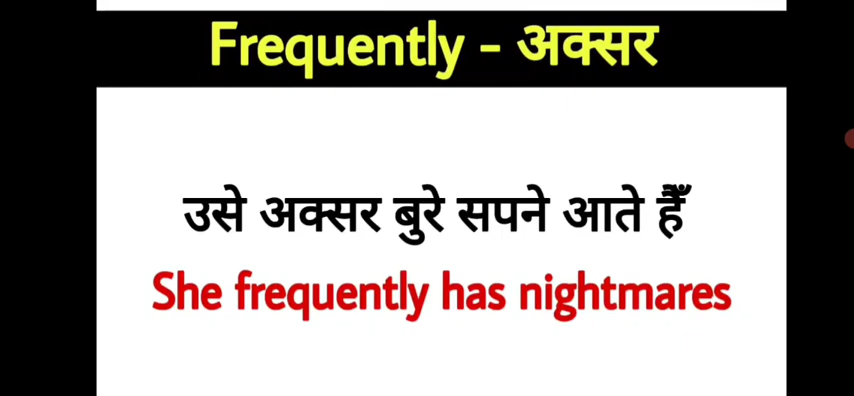 Frequently - अक्सर
उसे अक्सर बुरे सपने आते हैँ
She frequently has nightmares